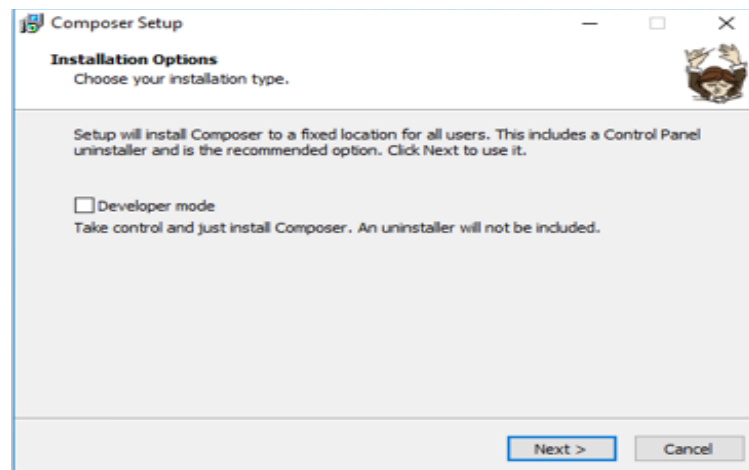 Composer Setup
Installation Options
Choose your installation type.
Setup will install Composer to a fixed location for all users. This includes a Control Panel
uninstaller and is the recommended option. Click Next to use it.
Developer mode
Take control and just install Composer. An uninstaller will not be included.
Next >
Cancel